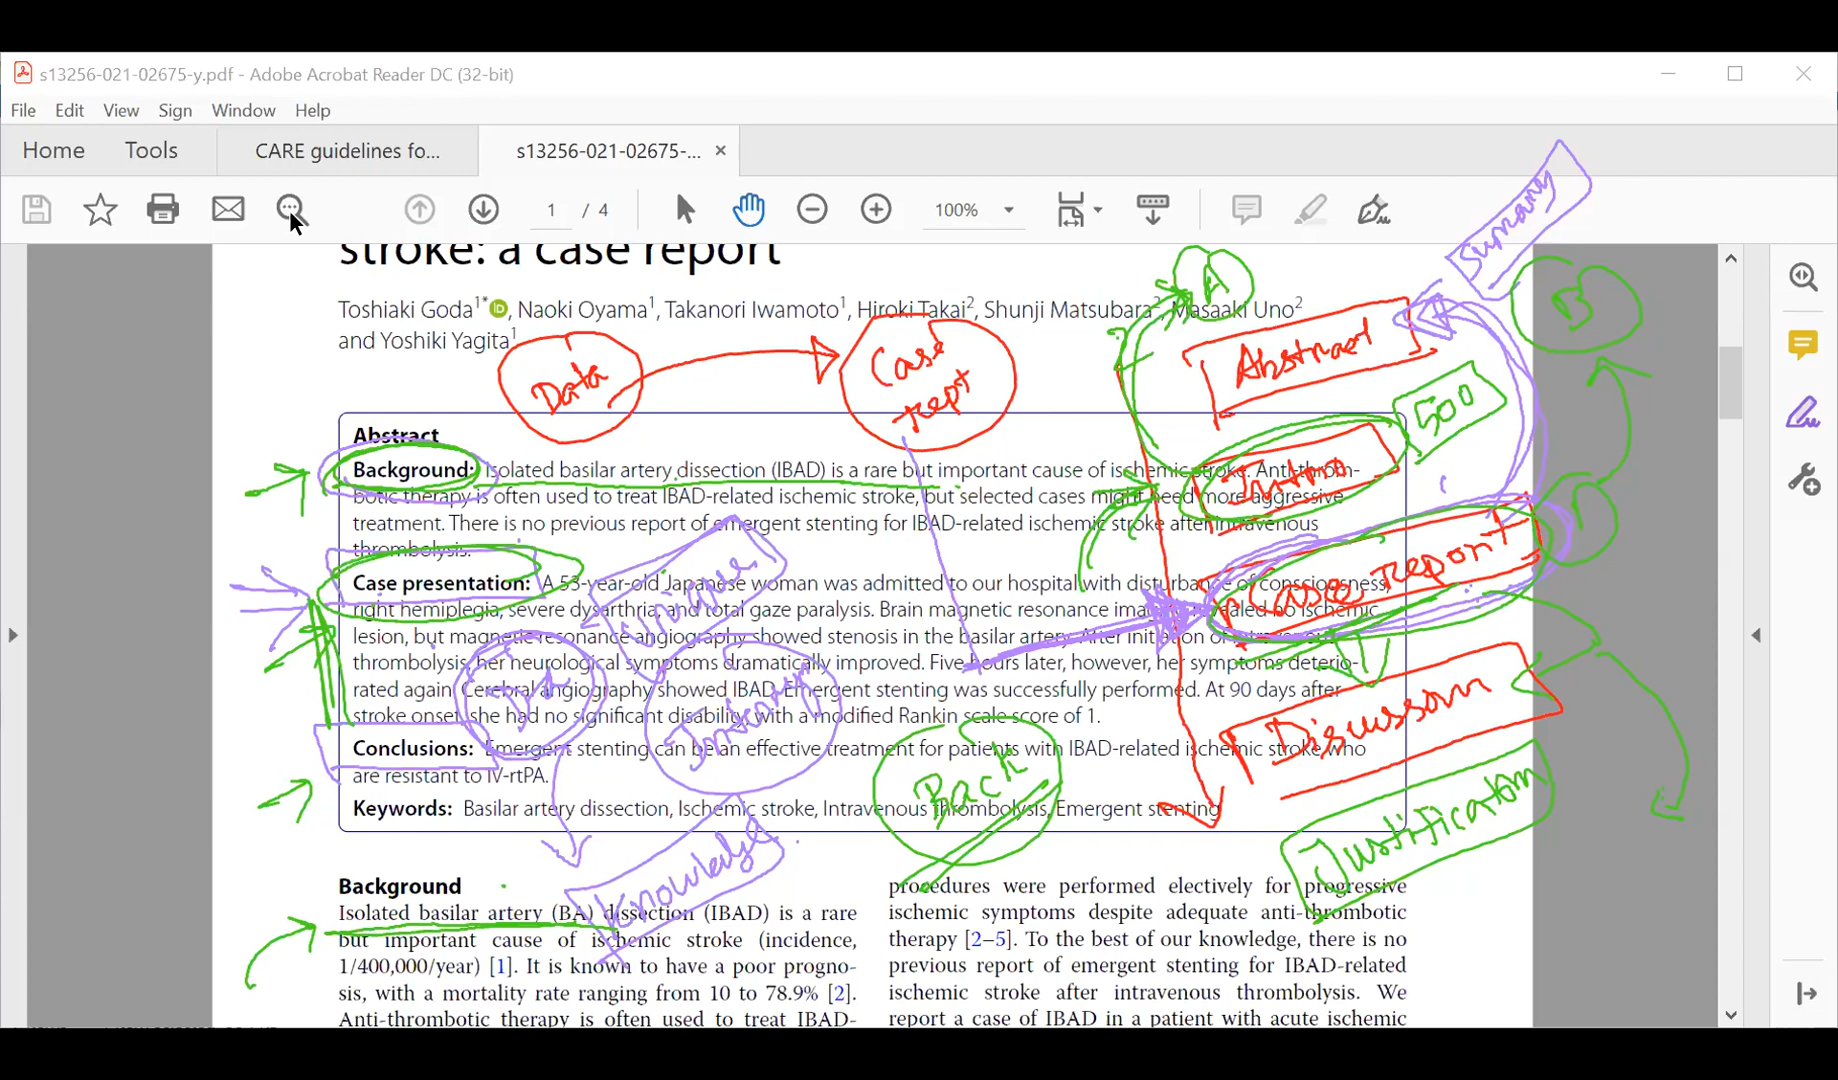 s13256-021-02675-y.pdf - Adobe Acrobat Reader DC (32-bit)
File Edit View Sign Window Help
Home Tools CARE guidelines fo... s13256-021-02675-...
1 / 4 100%
stroke: a case report
Toshiaki Goda1*, Naoki Oyama1, Takanori Iwamoto1, Hiroki Takai2, Shunji Matsubara2, Masaaki Uno2
and Yoshiki Yagita1
Data
Case
rept
Abstract
500
Intro
A
B
Case Report
Discussion
Justification
Back
Knowledge
Abstract
Background: Isolated basilar artery dissection (IBAD) is a rare but important cause of ischemic stroke. Anti-throm-
botic therapy is often used to treat IBAD-related ischemic stroke, but selected cases might need more aggressive
treatment. There is no previous report of emergent stenting for IBAD-related ischemic stroke after intravenous
thrombolysis.
Case presentation: A 53-year-old Japanese woman was admitted to our hospital with disturbance of consciousness,
right hemiplegia, severe dysarthria, and total gaze paralysis. Brain magnetic resonance imaging revealed no ischemic
lesion, but magnetic resonance angiography showed stenosis in the basilar artery. After initiation of intravenous
thrombolysis, her neurological symptoms dramatically improved. Five hours later, however, her symptoms deterio-
rated again. Cerebral angiography showed IBAD. Emergent stenting was successfully performed. At 90 days after
stroke onset, she had no significant disability, with a modified Rankin scale score of 1.
Conclusions: Emergent stenting can be an effective treatment for patients with IBAD-related ischemic stroke who
are resistant to IV-rtPA.
Keywords: Basilar artery dissection, Ischemic stroke, Intravenous thrombolysis, Emergent stenting
Background
Isolated basilar artery (BA) dissection (IBAD) is a rare
but important cause of ischemic stroke (incidence,
1/400,000/year) [1]. It is known to have a poor progno-
sis, with a mortality rate ranging from 10 to 78.9% [2].
Anti-thrombotic therapy is often used to treat IBAD-
procedures were performed electively for progressive
ischemic symptoms despite adequate anti-thrombotic
therapy [2–5]. To the best of our knowledge, there is no
previous report of emergent stenting for IBAD-related
ischemic stroke after intravenous thrombolysis. We
report a case of IBAD in a patient with acute ischemic